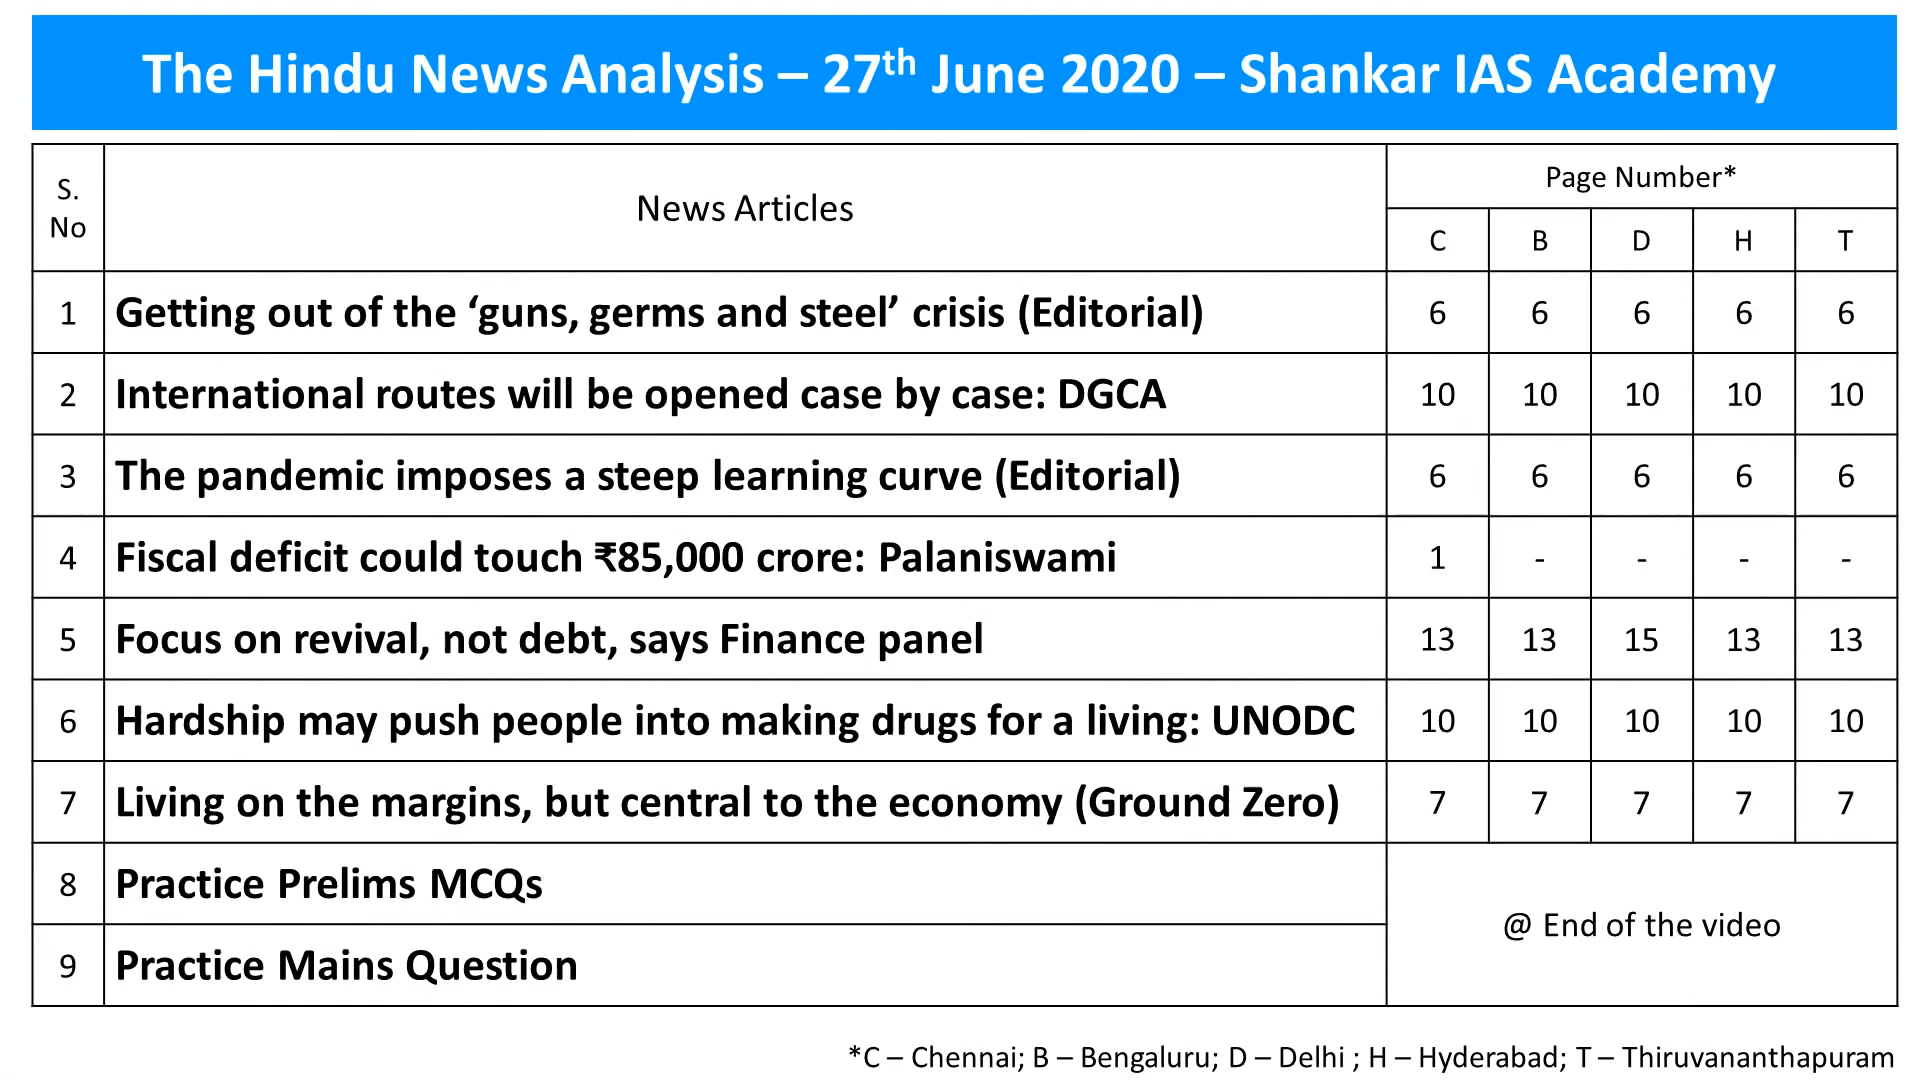 The Hindu News Analysis – 27th June 2020 – Shankar IAS Academy
S. No News Articles Page Number*
C B D H T
1 Getting out of the ‘guns, germs and steel’ crisis (Editorial) 6 6 6 6 6
2 International routes will be opened case by case: DGCA 10 10 10 10 10
3 The pandemic imposes a steep learning curve (Editorial) 6 6 6 6 6
4 Fiscal deficit could touch ₹85,000 crore: Palaniswami 1 - - - -
5 Focus on revival, not debt, says Finance panel 13 13 15 13 13
6 Hardship may push people into making drugs for a living: UNODC 10 10 10 10 10
7 Living on the margins, but central to the economy (Ground Zero) 7 7 7 7 7
8 Practice Prelims MCQs
@ End of the video
9 Practice Mains Question
*C – Chennai; B – Bengaluru; D – Delhi ; H – Hyderabad; T – Thiruvananthapuram